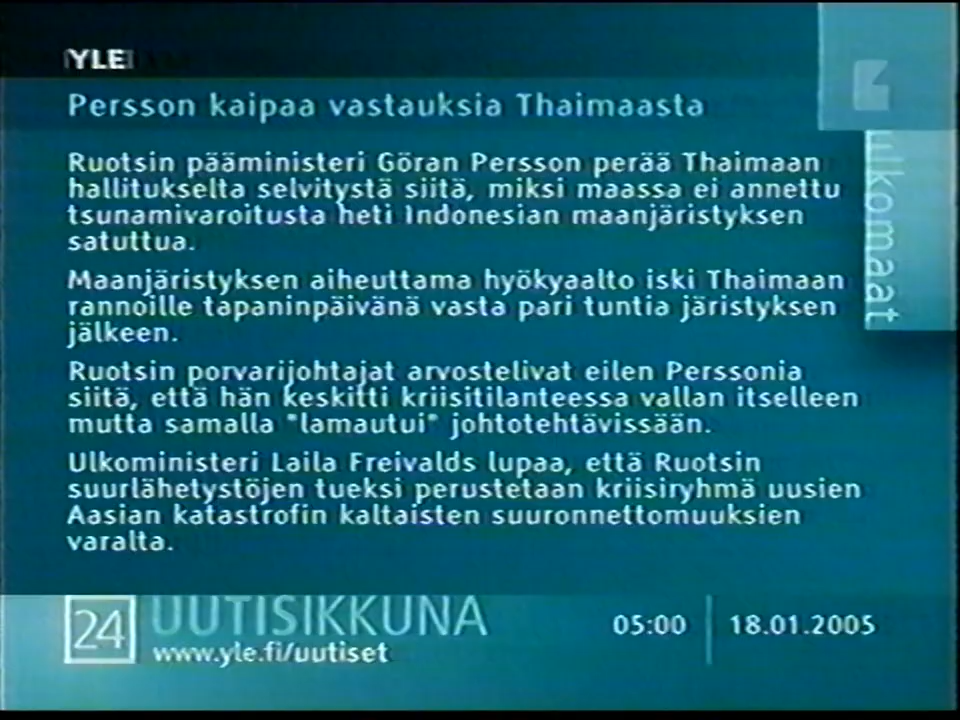 YLE
Persson kaipaa vastauksia Thaimaasta
Ruotsin pääministeri Göran Persson perää Thaimaan
hallitukselta selvitystä siitä, miksi maassa ei annettu
tsunamivaroitusta heti Indonesian maanjäristyksen
satuttua.
Maanjäristyksen aiheuttama hyökyaalto iski Thaimaan
rannoille tapaninpäivänä vasta pari tuntia järistyksen
jälkeen.
Ruotsin porvarijohtajat arvostelivat eilen Perssonia
siitä, että hän keskitti kriisitilanteessa vallan itselleen
mutta samalla "lamautui" johtotehtävissään.
Ulkoministeri Laila Freivalds lupaa, että Ruotsin
suurlähetystöjen tueksi perustetaan kriisiryhmä uusien
Aasian katastrofin kaltaisten suuronnettomuuksien
varalta.
ulkomaat
24 UUTISIKKUNA
www.yle.fi/uutiset
05:00 18.01.2005